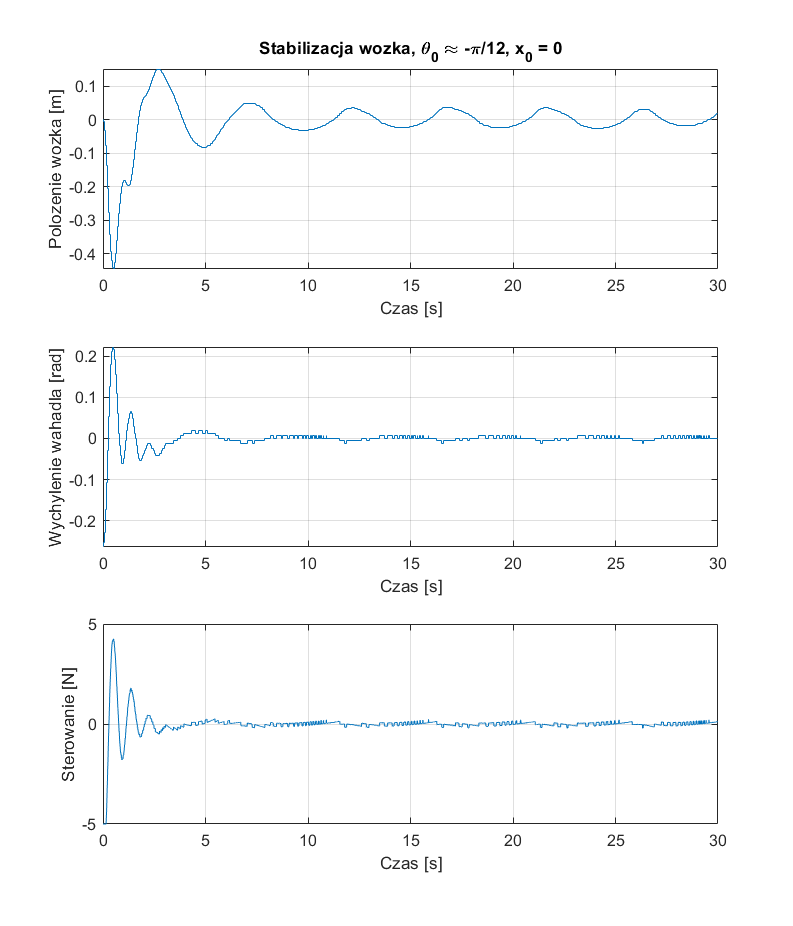 Stabilizacja wozka, θ0 ≈ -π/12, x0 = 0
0.1
0
-0.1
-0.2
-0.3
-0.4
Polozenie wozka [m]
0 5 10 15 20 25 30
Czas [s]
0.2
0.1
0
-0.1
-0.2
Wychylenie wahadla [rad]
0 5 10 15 20 25 30
Czas [s]
5
0
-5
Sterowanie [N]
0 5 10 15 20 25 30
Czas [s]